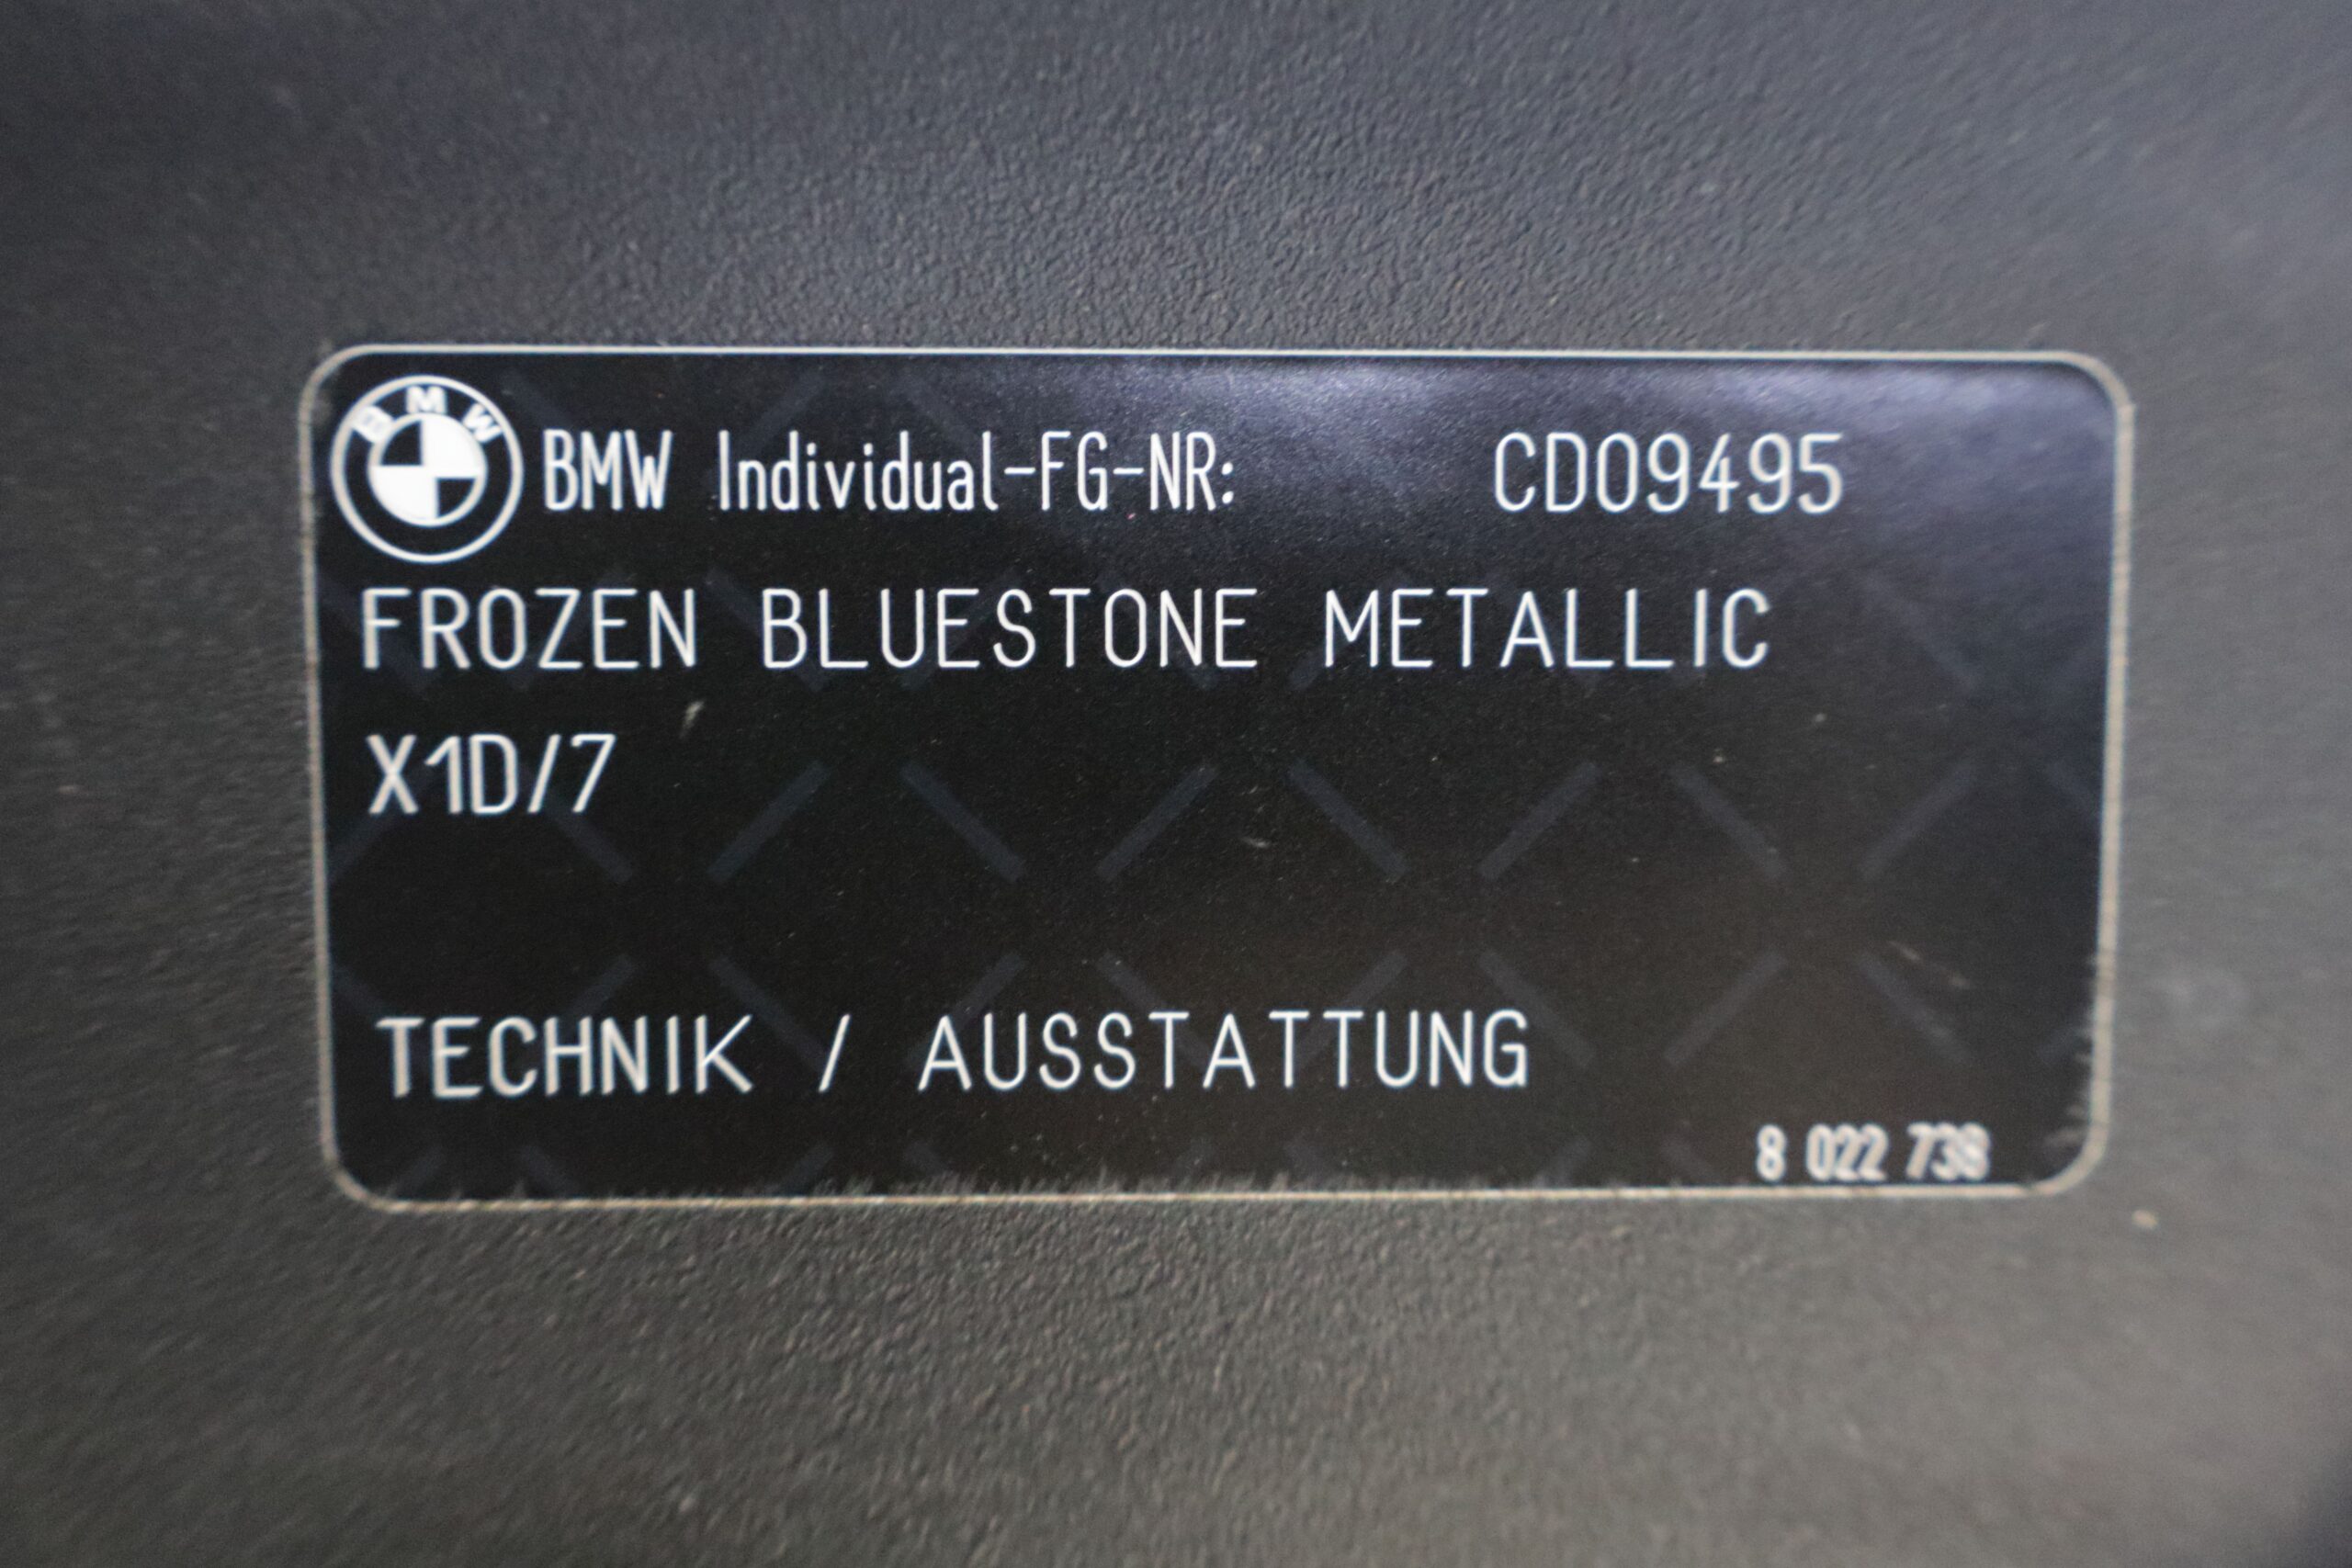 BMW BMW Individual-FG-NR: CD09495
FROZEN BLUESTONE METALLIC
X1D/7
TECHNIK / AUSSTATTUNG
8 022 738